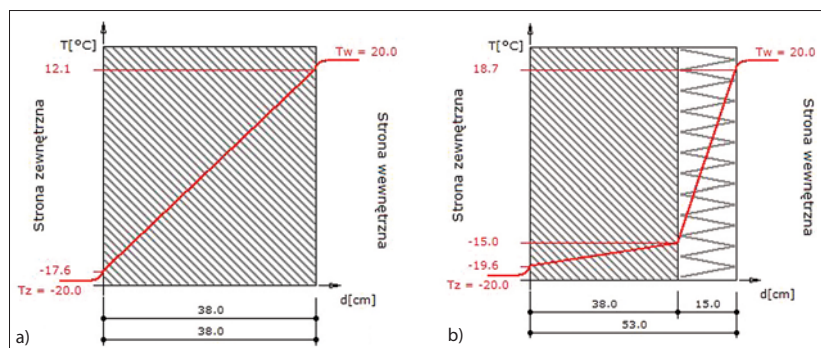 T[°C]
Tw = 20.0
12.1
Strona zewnętrzna
Strona wewnętrzna
-17.6
Tz = -20.0
d[cm]
38.0
38.0
a)
T[°C]
Tw = 20.0
18.7
Strona zewnętrzna
Strona wewnętrzna
-15.0
-19.6
Tz = -20.0
d[cm]
38.0
15.0
53.0
b)